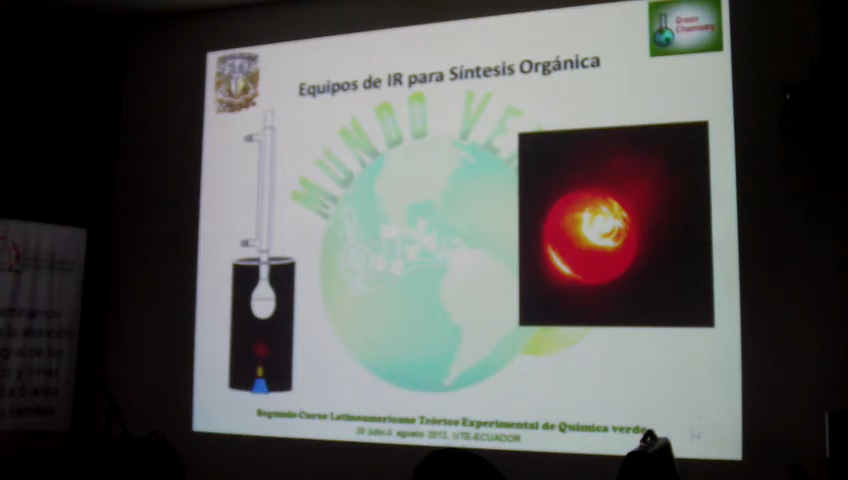 Green
Chemistry
Equipos de IR para Síntesis Orgánica
MUNDO VE
Segundo Curso Latinoamericano Teórico Experimental de Química verde
agosto 2013, UTE-ECUADOR